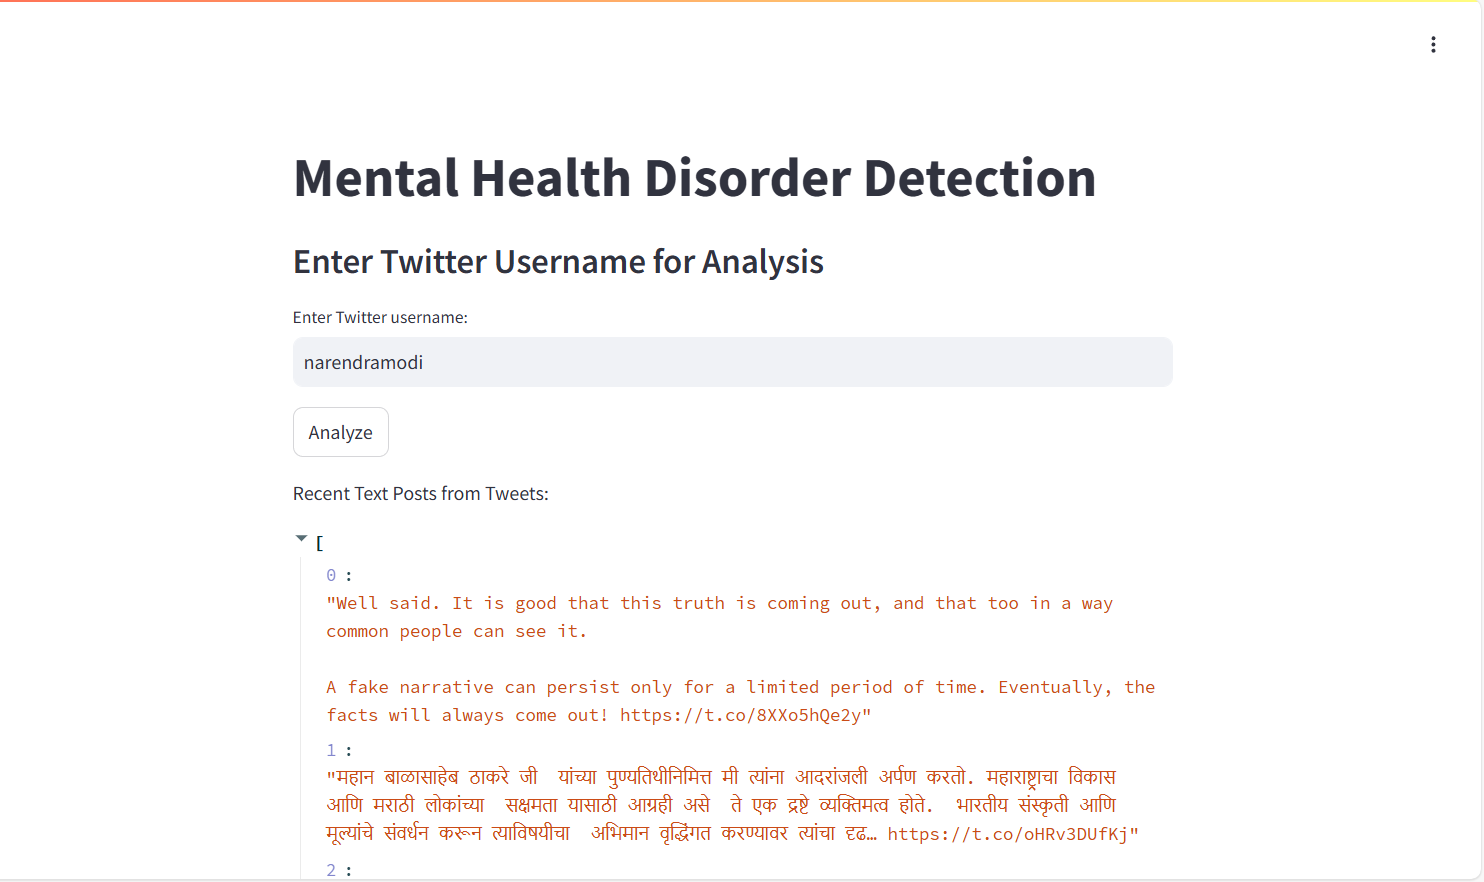 Mental Health Disorder Detection
Enter Twitter Username for Analysis
Enter Twitter username:
narendramodi
Analyze
Recent Text Posts from Tweets:
[
0 :
"Well said. It is good that this truth is coming out, and that too in a way
common people can see it.
A fake narrative can persist only for a limited period of time. Eventually, the
facts will always come out! https://t.co/8XXo5hQe2y"
1 :
"महान बाळासाहेब ठाकरे जी  यांच्या पुण्यतिथीनिमित्त मी त्यांना आदरांजली अर्पण करतो. महाराष्ट्राचा विकास
आणि मराठी लोकांच्या  सक्षमता यासाठी आग्रही असे  ते एक द्रष्टे व्यक्तिमत्व होते.  भारतीय संस्कृती आणि
मूल्यांचे संवर्धन करून त्याविषयीचा  अभिमान वृद्धिंगत करण्यावर त्यांचा दृढ… https://t.co/oHRv3DUfKj"
2 :